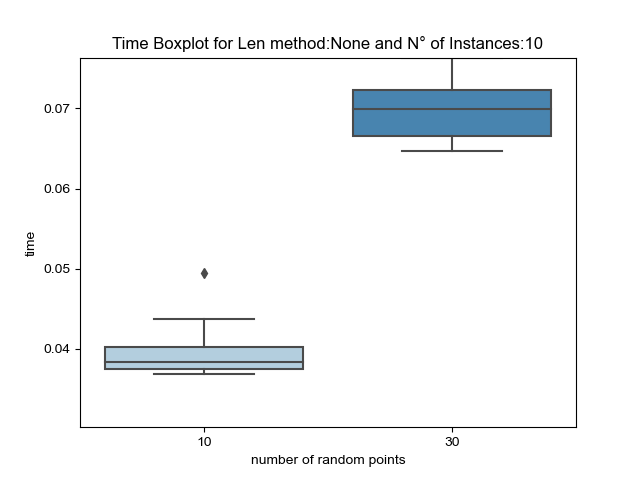 Time Boxplot for Len method:None and N° of Instances:10
0.07
0.06
0.05
0.04
time
10
30
number of random points